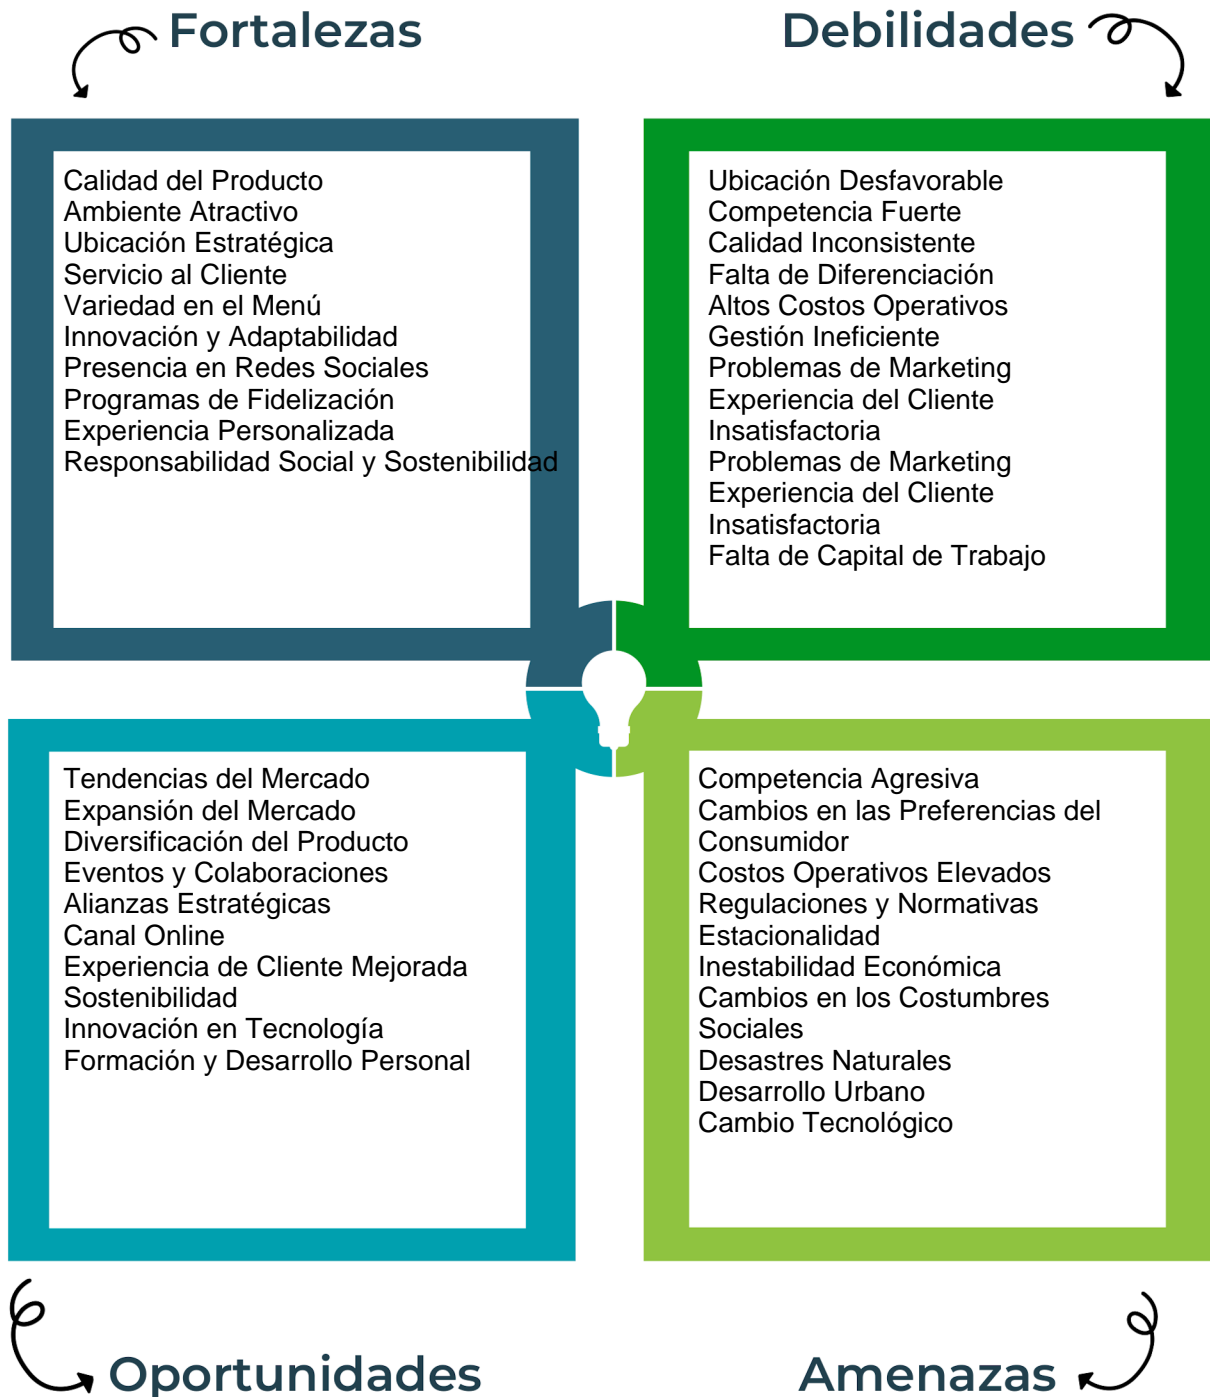 Fortalezas
Calidad del Producto
Ambiente Atractivo
Ubicación Estratégica
Servicio al Cliente
Variedad en el Menú
Innovación y Adaptabilidad
Presencia en Redes Sociales
Programas de Fidelización
Experiencia Personalizada
Responsabilidad Social y Sostenibilidad
Debilidades
Ubicación Desfavorable
Competencia Fuerte
Calidad Inconsistente
Falta de Diferenciación
Altos Costos Operativos
Gestión Ineficiente
Problemas de Marketing
Experiencia del Cliente
Insatisfactoria
Problemas de Marketing
Experiencia del Cliente
Insatisfactoria
Falta de Capital de Trabajo
Tendencias del Mercado
Expansión del Mercado
Diversificación del Producto
Eventos y Colaboraciones
Alianzas Estratégicas
Canal Online
Experiencia de Cliente Mejorada
Sostenibilidad
Innovación en Tecnología
Formación y Desarrollo Personal
Oportunidades
Competencia Agresiva
Cambios en las Preferencias del
Consumidor
Costos Operativos Elevados
Regulaciones y Normativas
Estacionalidad
Inestabilidad Económica
Cambios en los Costumbres
Sociales
Desastres Naturales
Desarrollo Urbano
Cambio Tecnológico
Amenazas